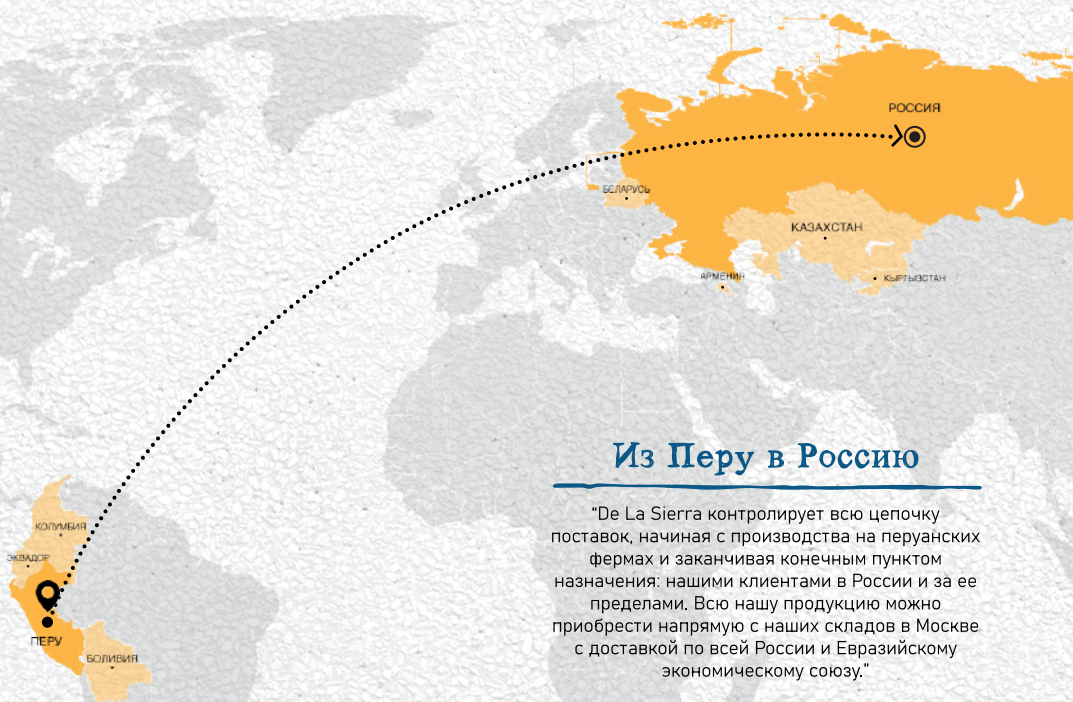 РОССИЯ
БЕЛАРУСЬ
КАЗАХСТАН
АРМЕНИЯ
КЫРГЫЗСТАН
Из Перу в Россию
“De La Sierra контролирует всю цепочку
поставок, начиная с производства на перуанских
фермах и заканчивая конечным пунктом
назначения: нашими клиентами в России и за ее
пределами. Всю нашу продукцию можно
приобрести напрямую с наших складов в Москве
с доставкой по всей России и Евразийскому
экономическому союзу.”
КОЛУМБИЯ
ЭКВАДОР
ПЕРУ
БОЛИВИЯ